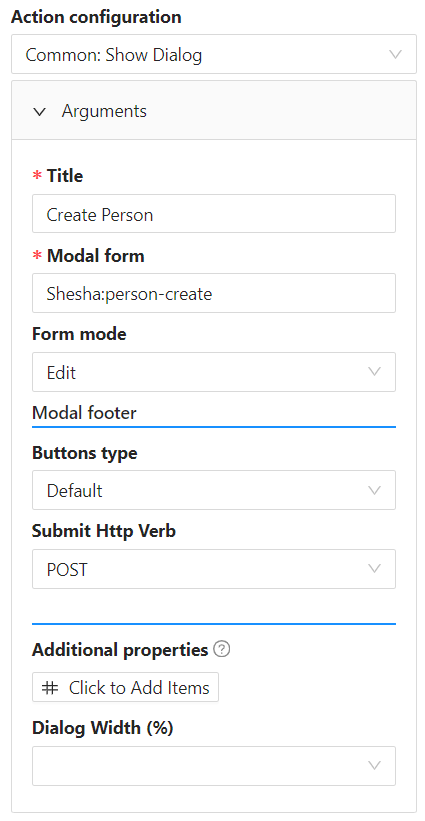 Action configuration
Common: Show Dialog
Arguments
* Title
Create Person
* Modal form
Shesha:person-create
Form mode
Edit
Modal footer
Buttons type
Default
Submit Http Verb
POST
Additional properties ?
# Click to Add Items
Dialog Width (%)